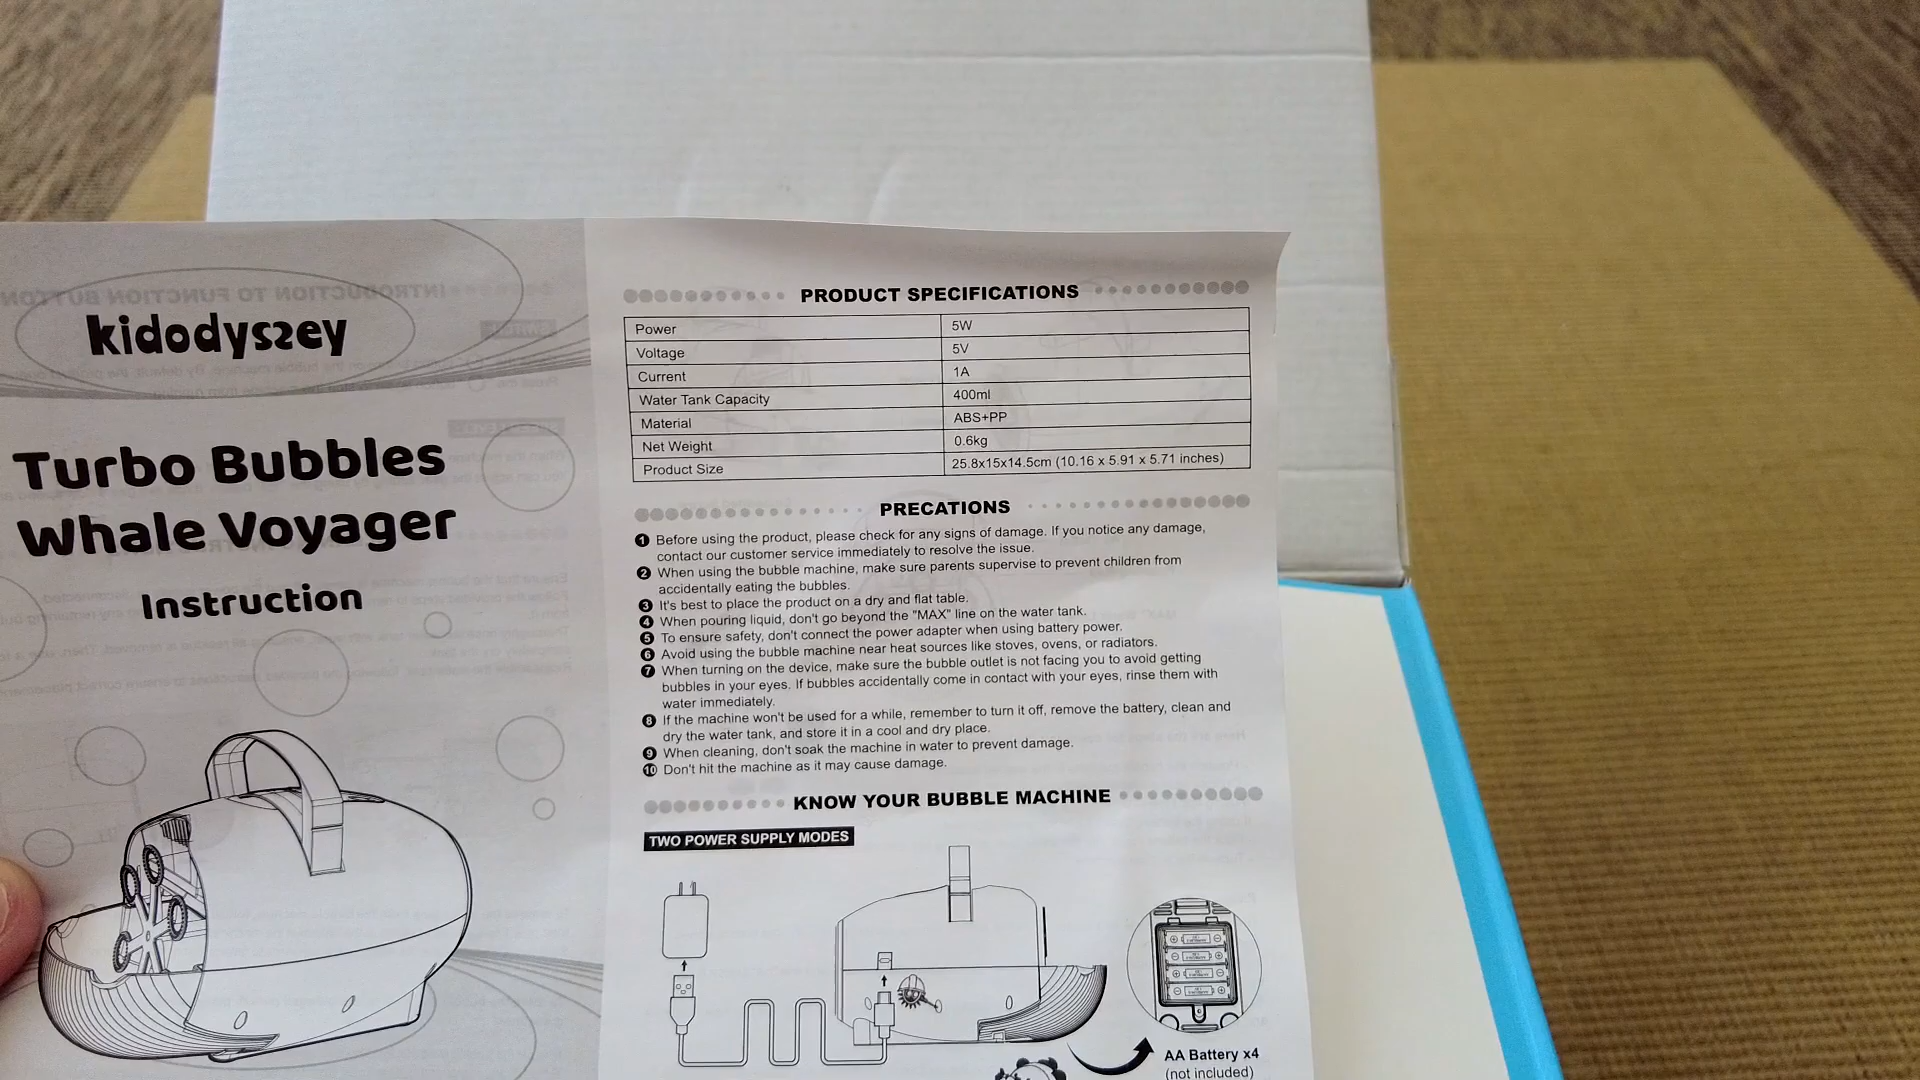 kidodyssey
Turbo Bubbles
Whale Voyager
Instruction
PRODUCT SPECIFICATIONS
Power 5W
Voltage 5V
Current 1A
Water Tank Capacity 400ml
Material ABS+PP
Net Weight 0.6kg
Product Size 25.8x15x14.5cm (10.16 x 5.91 x 5.71 inches)
PRECATIONS
1 Before using the product, please check for any signs of damage. If you notice any damage,
contact our customer service immediately to resolve the issue.
2 When using the bubble machine, make sure parents supervise to prevent children from
accidentally eating the bubbles.
3 It's best to place the product on a dry and flat table.
4 When pouring liquid, don't go beyond the "MAX" line on the water tank.
5 To ensure safety, don't connect the power adapter when using battery power.
6 Avoid using the bubble machine near heat sources like stoves, ovens, or radiators.
7 When turning on the device, make sure the bubble outlet is not facing you to avoid getting
bubbles in your eyes. If bubbles accidentally come in contact with your eyes, rinse them with
water immediately.
8 If the machine won't be used for a while, remember to turn it off, remove the battery, clean and
dry the water tank, and store it in a cool and dry place.
9 When cleaning, don't soak the machine in water to prevent damage.
10 Don't hit the machine as it may cause damage.
KNOW YOUR BUBBLE MACHINE
TWO POWER SUPPLY MODES
AA Battery x4
(not included)